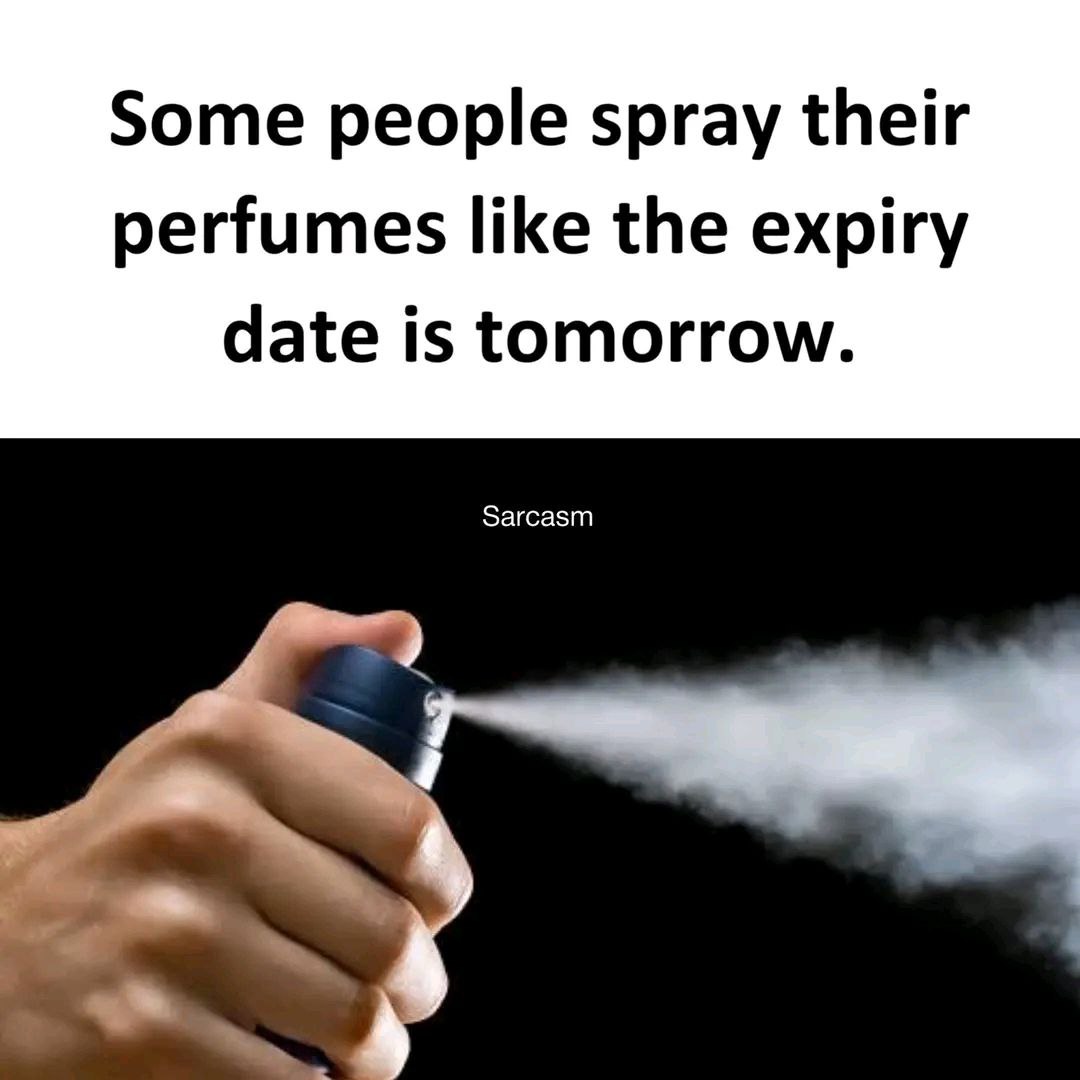 Some people spray their
perfumes like the expiry
date is tomorrow.
Sarcasm